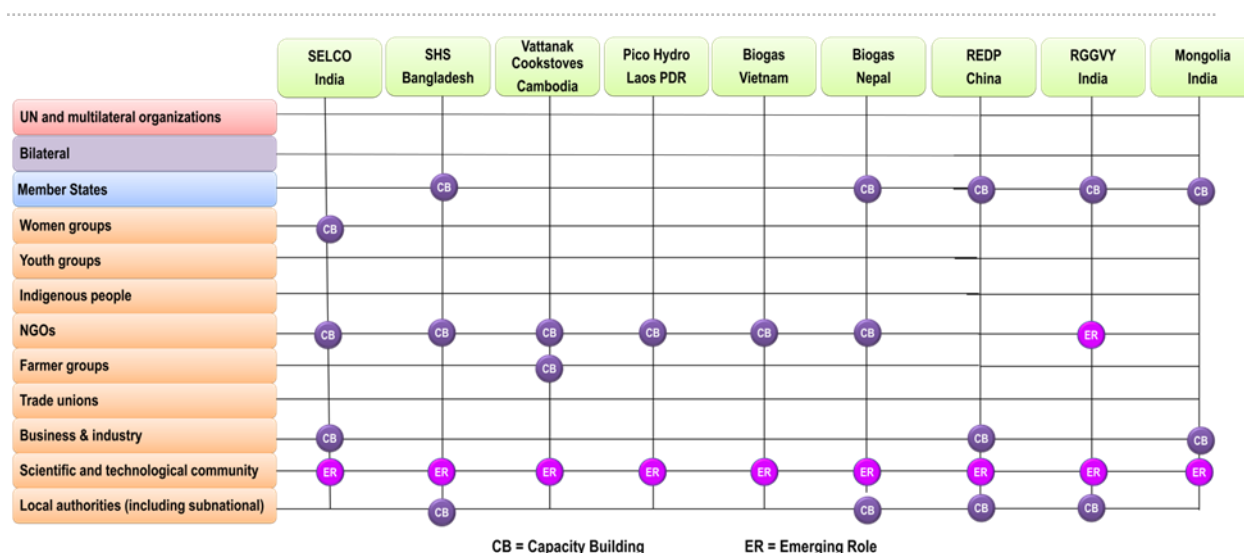 SELCO
India
SHS
Bangladesh
Vattanak
Cookstoves
Cambodia
Pico Hydro
Laos PDR
Biogas
Vietnam
Biogas
Nepal
REDP
China
RGGVY
India
Mongolia
India
UN and multilateral organizations
Bilateral
Member States
CB CB CB CB CB
Women groups
CB
Youth groups
Indigenous people
NGOs
CB CB CB CB CB CB ER
Farmer groups
CB
Trade unions
Business & industry
CB CB CB
Scientific and technological community
ER ER ER ER ER ER ER ER ER
Local authorities (including subnational)
CB CB CB CB
CB = Capacity Building ER = Emerging Role